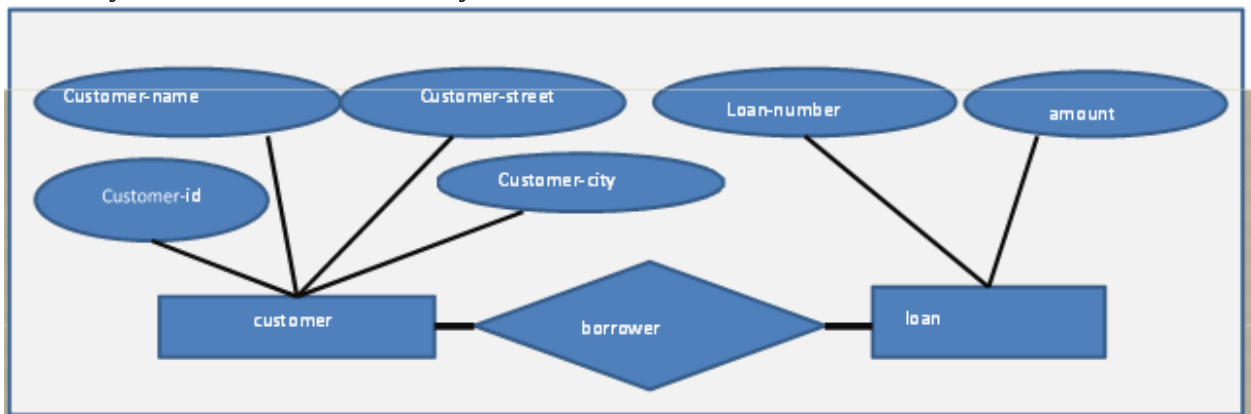 Customer-name
Customer-street
Loan-number
amount
Customer-id
Customer-city
customer
borrower
loan